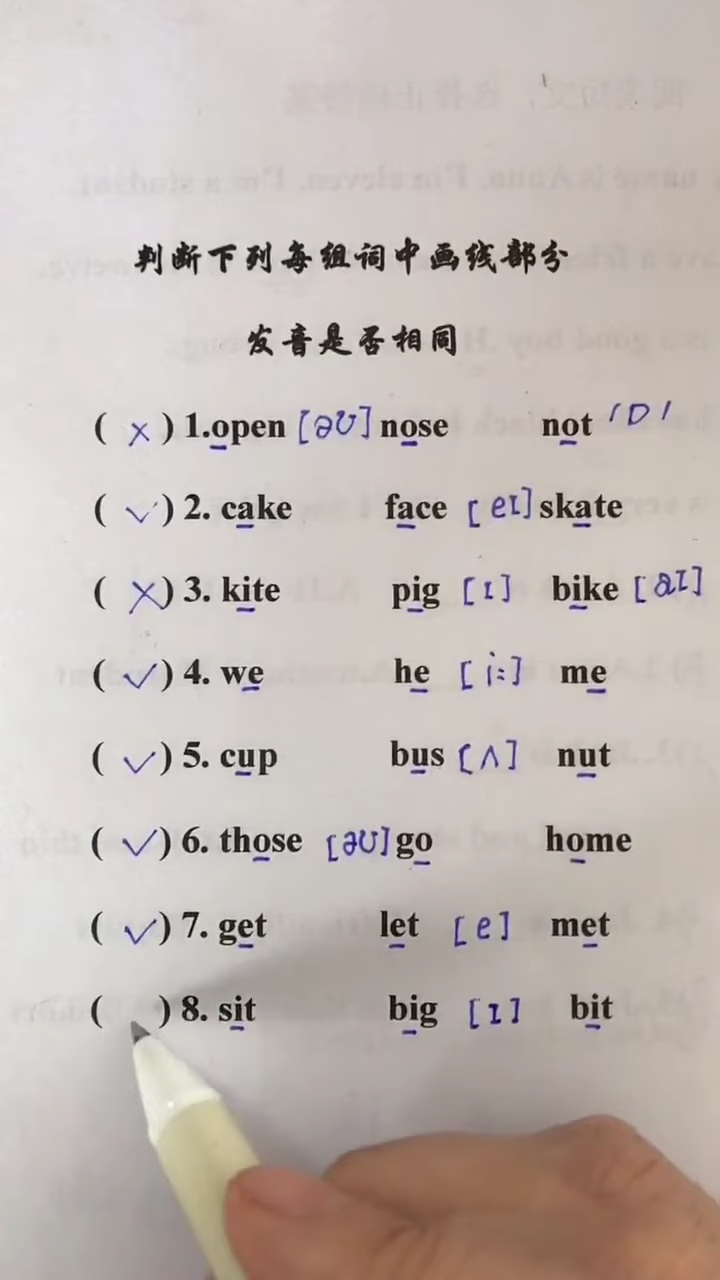 判断下列每组词中画线部分
发音是否相同
( × ) 1.open [əʊ] nose not /ɒ/
( ✓ ) 2. cake face [eɪ] skate
( × ) 3. kite pig [ɪ] bike [aɪ]
( ✓ ) 4. we he [i:] me
( ✓ ) 5. cup bus [ʌ] nut
( ✓ ) 6. those [əʊ] go home
( ✓ ) 7. get let [e] met
( ) 8. sit big [ɪ] bit